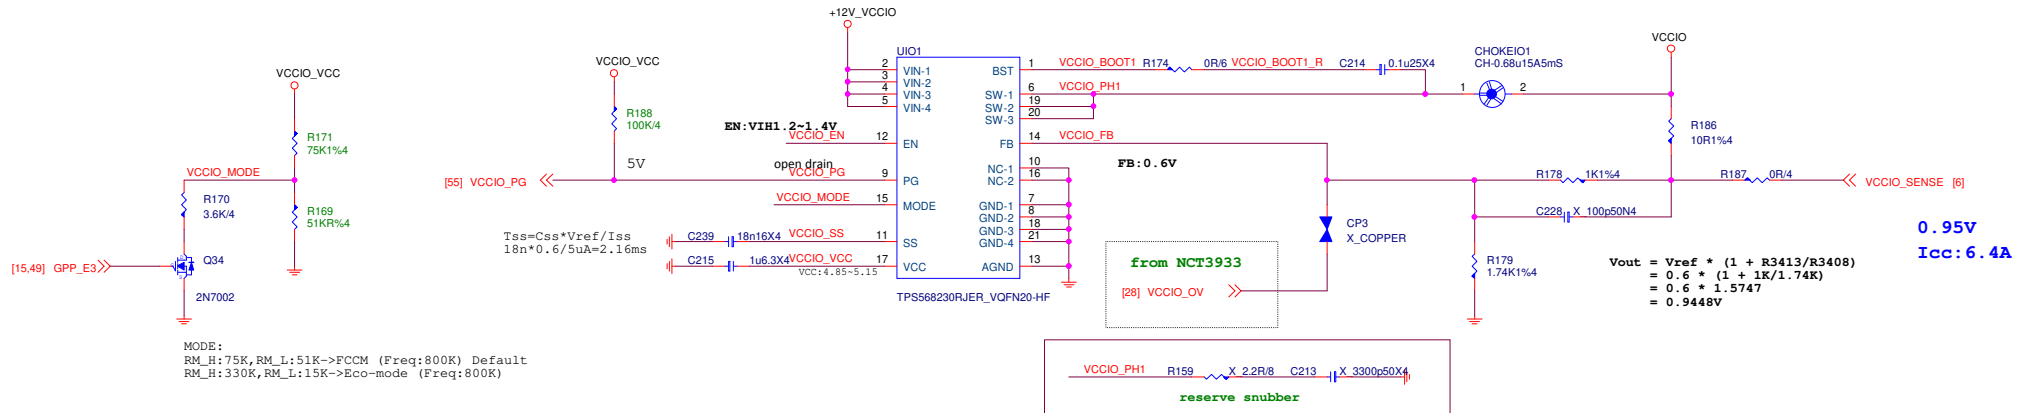 +12V_VCCIO
VCCIO_VCC
VCCIO_VCC
VCCIO
UIO1
CHOKEIO1
CH-0.68u15A5mS
2 VIN-1
3 VIN-2
4 VIN-3
5 VIN-4
BST 1 VCCIO_BOOT1 R174 0R/6 VCCIO_BOOT1_R C214 0.1u25X4
SW-1 6 VCCIO_PH1 1 2
SW-2 19
SW-3 20
R171
75K1%4
R188
100K/4
EN:VIH1.2~1.4V
VCCIO_EN 12 EN
FB 14 VCCIO_FB
R186
10R1%4
5V
open drain
FB:0.6V
VCCIO_MODE
[55] VCCIO_PG VCCIO_PG 9 PG
NC-1 10
NC-2 16
R178 1K1%4
R187 0R/4
VCCIO_SENSE [6]
R170
3.6K/4
R169
51KR%4
VCCIO_MODE 15 MODE
GND-1 7
GND-2 8
GND-3 18
GND-4 21
C228 X_100p50N4
CP3
X_COPPER
Tss=Css*Vref/Iss
18n*0.6/5uA=2.16ms
C239 18n16X4 VCCIO_SS 11 SS
C215 1u6.3X4 VCCIO_VCC 17 VCC
VCC:4.85~5.15
AGND 13
TPS568230RJER_VQFN20-HF
0.95V
Icc:6.4A
[15,49] GPP_E3
Q34
2N7002
from NCT3933
[28] VCCIO_OV
R179
1.74K1%4
Vout = Vref * (1 + R3413/R3408)
= 0.6 * (1 + 1K/1.74K)
= 0.6 * 1.5747
= 0.9448V
MODE:
RM_H:75K,RM_L:51K->FCCM (Freq:800K) Default
RM_H:330K,RM_L:15K->Eco-mode (Freq:800K)
VCCIO_PH1 R159 X_2.2R/8 C213 X_3300p50X4
reserve snubber